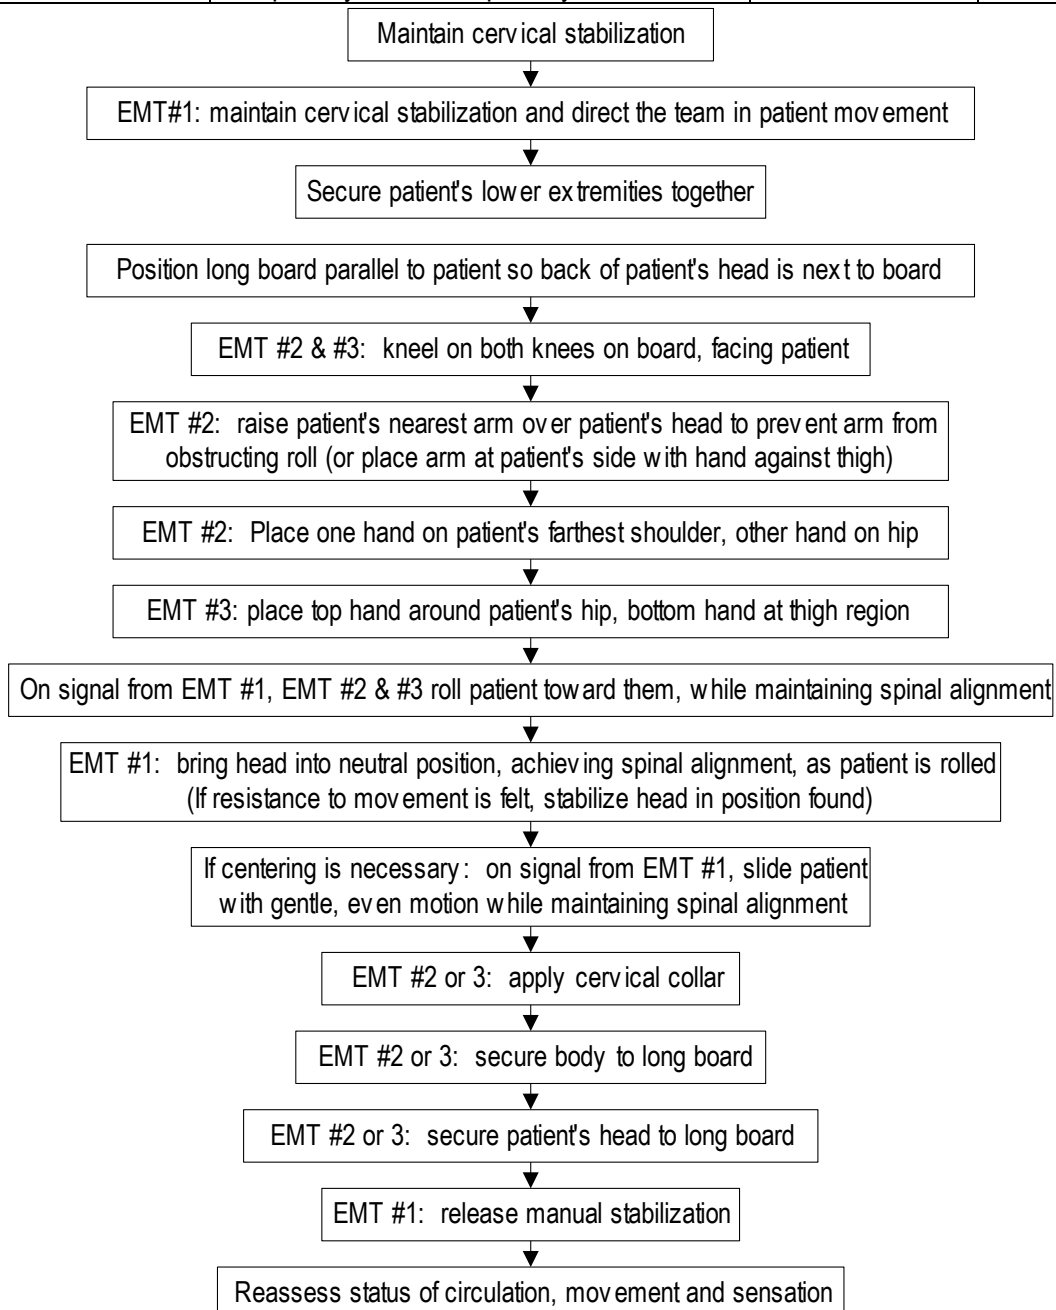 Maintain cervical stabilization
EMT#1: maintain cervical stabilization and direct the team in patient movement
Secure patient's lower extremities together
Position long board parallel to patient so back of patient's head is next to board
EMT #2 & #3: kneel on both knees on board, facing patient
EMT #2: raise patient's nearest arm over patient's head to prevent arm from
obstructing roll (or place arm at patient's side with hand against thigh)
EMT #2: Place one hand on patient's farthest shoulder, other hand on hip
EMT #3: place top hand around patient's hip, bottom hand at thigh region
On signal from EMT #1, EMT #2 & #3 roll patient toward them, while maintaining spinal alignment
EMT #1: bring head into neutral position, achieving spinal alignment, as patient is rolled
(If resistance to movement is felt, stabilize head in position found)
If centering is necessary: on signal from EMT #1, slide patient
with gentle, even motion while maintaining spinal alignment
EMT #2 or 3: apply cervical collar
EMT #2 or 3: secure body to long board
EMT #2 or 3: secure patient's head to long board
EMT #1: release manual stabilization
Reassess status of circulation, movement and sensation